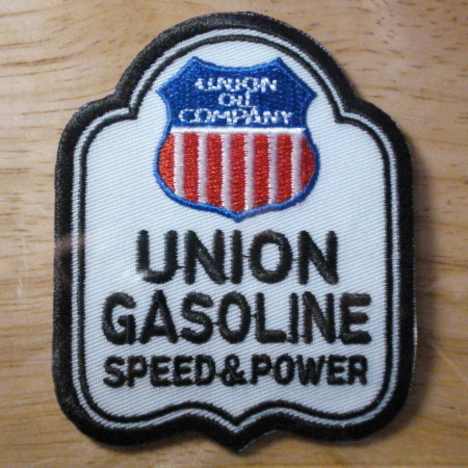 UNION
OIL
COMPANY
UNION
GASOLINE
SPEED & POWER